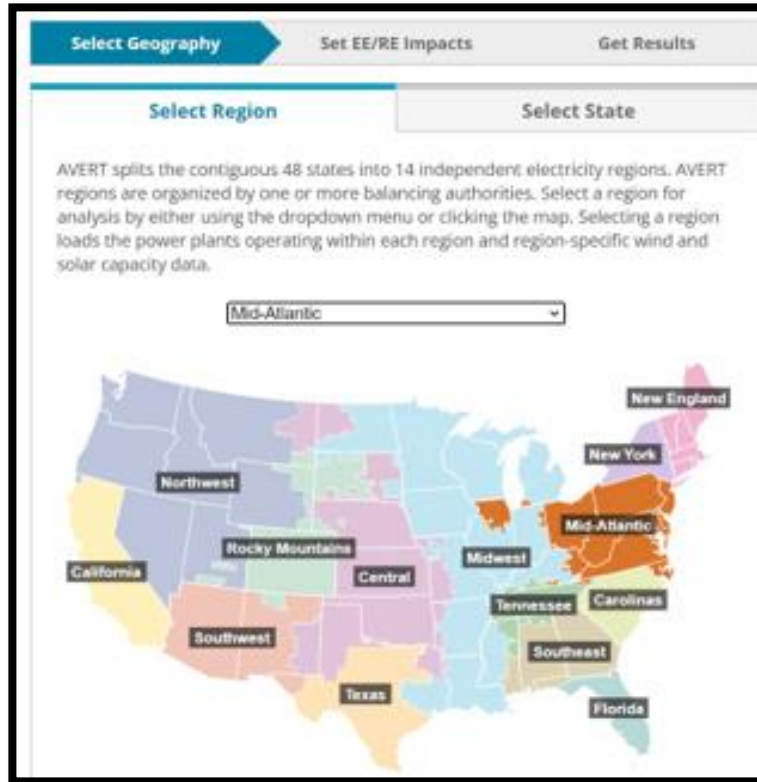 Select Geography Set EE/RE Impacts Get Results
Select Region Select State
AVERT splits the contiguous 48 states into 14 independent electricity regions. AVERT
regions are organized by one or more balancing authorities. Select a region for
analysis by either using the dropdown menu or clicking the map. Selecting a region
loads the power plants operating within each region and region-specific wind and
solar capacity data.
Mid-Atlantic
New England
New York
Northwest
Mid-Atlantic
Rocky Mountains
Midwest
California
Central
Tennessee
Carolinas
Southwest
Southeast
Texas
Florida